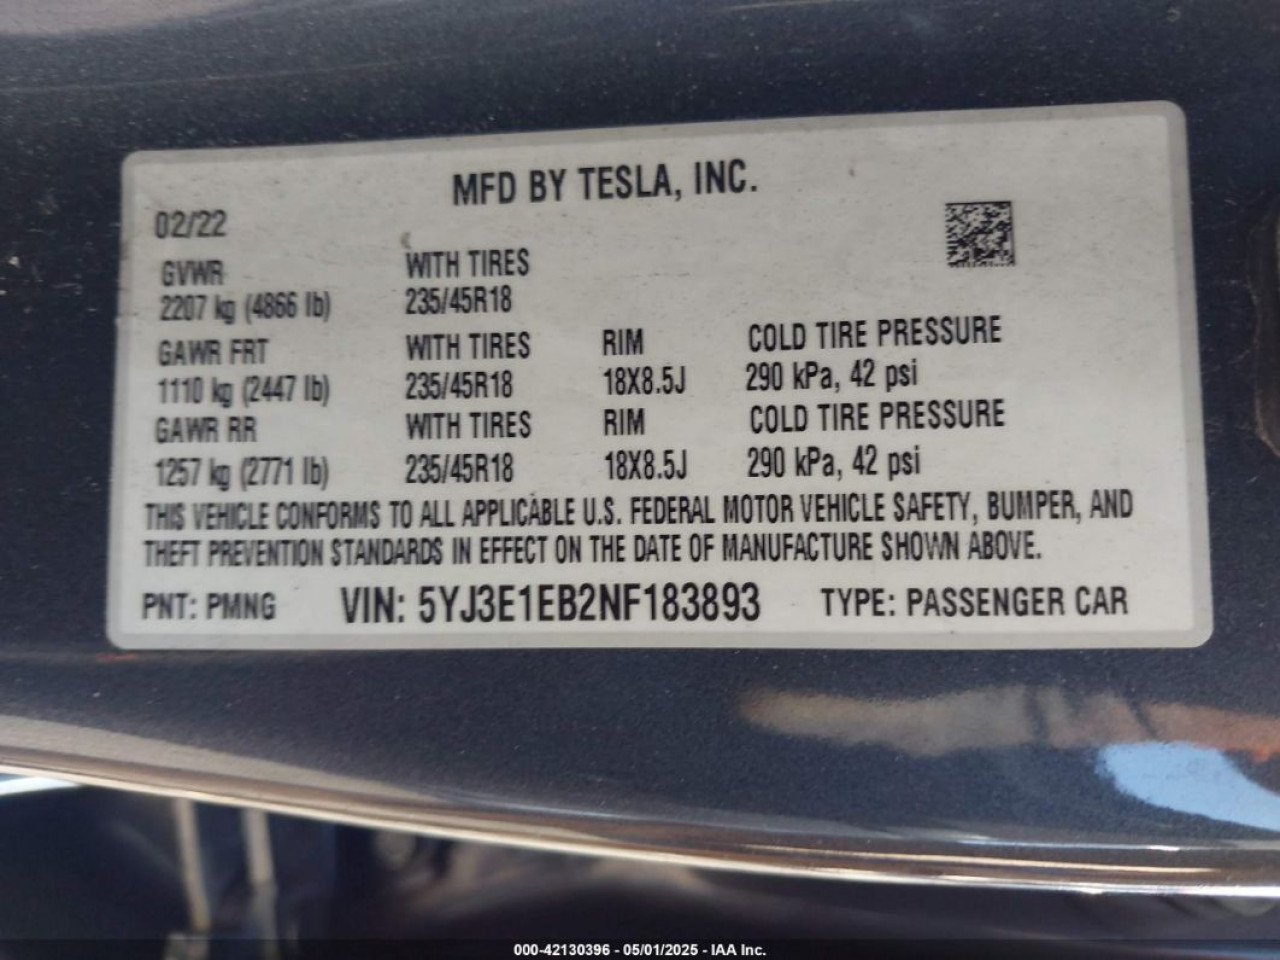 MFD BY TESLA, INC.
02/22
GVWR WITH TIRES
2207 kg (4866 lb) 235/45R18
GAWR FRT WITH TIRES RIM COLD TIRE PRESSURE
1110 kg (2447 lb) 235/45R18 18X8.5J 290 kPa, 42 psi
GAWR RR WITH TIRES RIM COLD TIRE PRESSURE
1257 kg (2771 lb) 235/45R18 18X8.5J 290 kPa, 42 psi
THIS VEHICLE CONFORMS TO ALL APPLICABLE U.S. FEDERAL MOTOR VEHICLE SAFETY, BUMPER, AND
THEFT PREVENTION STANDARDS IN EFFECT ON THE DATE OF MANUFACTURE SHOWN ABOVE.
PNT: PMNG VIN: 5YJ3E1EB2NF183893 TYPE: PASSENGER CAR
000-42130396 - 05/01/2025 - IAA Inc.